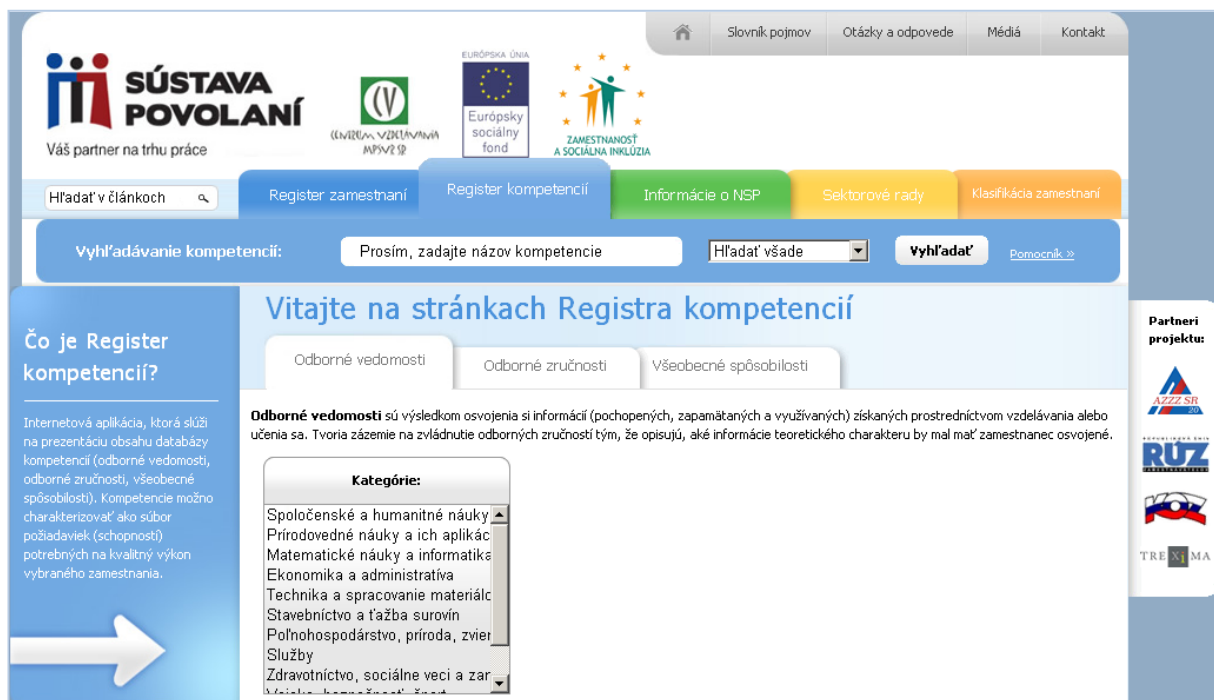 Slovník pojmov
Otázky a odpovede
Médiá
Kontakt
SÚSTAVA
POVOLANÍ
Váš partner na trhu práce
CENTRUM VZDELÁVANIA
MPSVR SR
EURÓPSKA ÚNIA
Európsky
sociálny
fond
ZAMESTNANOSŤ
A SOCIÁLNA INKLÚZIA
Hľadať v článkoch
Register zamestnaní
Register kompetencií
Informácie o NSP
Sektorové rady
Klasifikácia zamestnaní
Vyhľadávanie kompetencií:
Prosím, zadajte názov kompetencie
Hľadať všade
Vyhľadať
Pomocník »
Čo je Register
kompetencií?
Internetová aplikácia, ktorá slúži
na prezentáciu obsahu databázy
kompetencií (odborné vedomosti,
odborné zručnosti, všeobecné
spôsobilosti). Kompetencie možno
charakterizovať ako súbor
požiadaviek (schopností)
potrebných na kvalitný výkon
vybraného zamestnania.
Vitajte na stránkach Registra kompetencií
Odborné vedomosti
Odborné zručnosti
Všeobecné spôsobilosti
Odborné vedomosti sú výsledkom osvojenia si informácií (pochopených, zapamätaných a využívaných) získaných prostredníctvom vzdelávania alebo
učenia sa. Tvoria zázemie na zvládnutie odborných zručností tým, že opisujú, aké informácie teoretického charakteru by mal mať zamestnanec osvojené.
Kategórie:
Spoločenské a humanitné náuky
Prírodovedné náuky a ich aplikác
Matematické náuky a informatika
Ekonomika a administratíva
Technika a spracovanie materiálo
Stavebníctvo a ťažba surovín
Poľnohospodárstvo, príroda, zvier
Služby
Zdravotníctvo, sociálne veci a zar
Partneri
projektu:
AZZZ SR
20
RÚZ
KOZ
TREXIMA